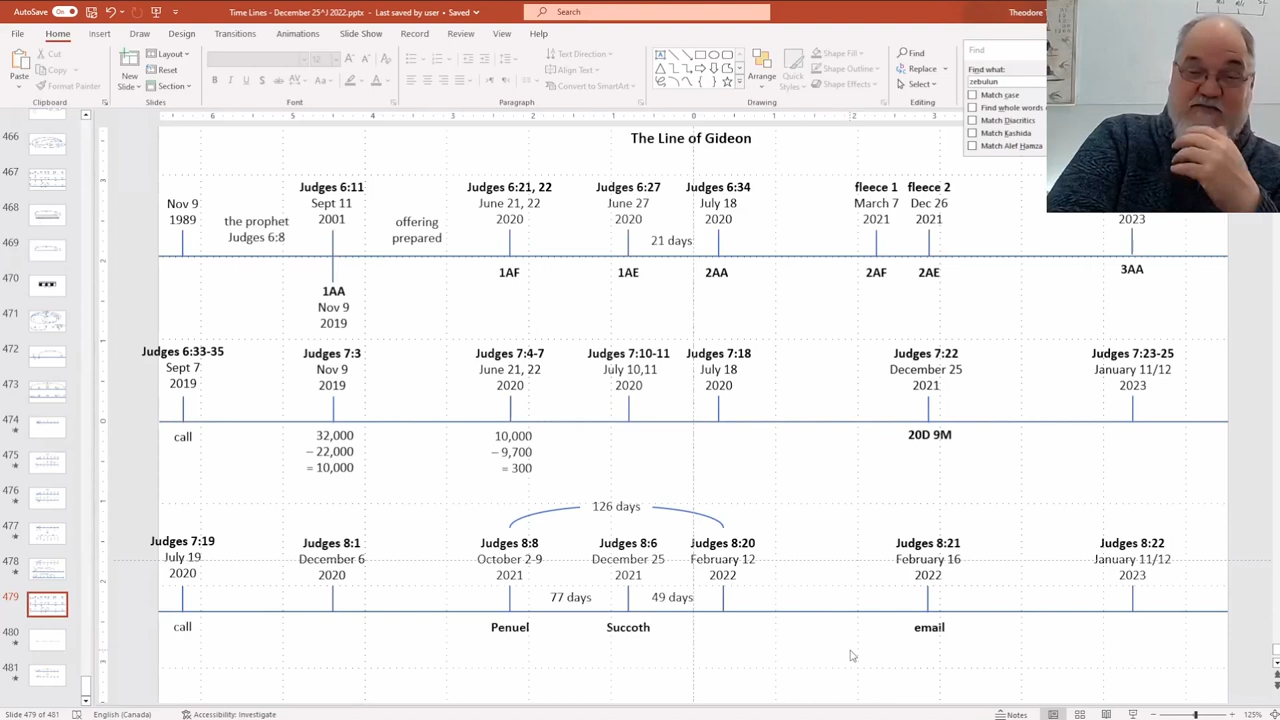 AutoSave On
Time Lines - December 25^J 2022.pptx • Last saved by user • Saved
Search
Theodore T
File Home Insert Draw Design Transitions Animations Slide Show Record Review View Help
Paste
Cut
Copy
Format Painter
Clipboard
New Slide
Layout
Reset
Section
Slides
Font
Paragraph
Text Direction
Align Text
Convert to SmartArt
Arrange
Quick Styles
Shape Fill
Shape Outline
Shape Effects
Drawing
Find
Replace
Select
Editing
Find
Find what:
zebulun
Match case
Find whole words
Match Diacritics
Match Kashida
Match Alef Hamza
466
467
468
469
470
471
472
473
474
475
476
477
478
479
480
481
The Line of Gideon
Nov 9
1989
the prophet
Judges 6:8
Judges 6:11
Sept 11
2001
offering
prepared
Judges 6:21, 22
June 21, 22
2020
Judges 6:27
June 27
2020
21 days
Judges 6:34
July 18
2020
fleece 1
March 7
2021
fleece 2
Dec 26
2021
2023
1AA
Nov 9
2019
1AF
1AE
2AA
2AF
2AE
3AA
Judges 6:33-35
Sept 7
2019
Judges 7:3
Nov 9
2019
Judges 7:4-7
June 21, 22
2020
Judges 7:10-11
July 10,11
2020
Judges 7:18
July 18
2020
Judges 7:22
December 25
2021
Judges 7:23-25
January 11/12
2023
call
32,000
– 22,000
= 10,000
10,000
– 9,700
= 300
20D 9M
126 days
Judges 7:19
July 19
2020
Judges 8:1
December 6
2020
Judges 8:8
October 2-9
2021
77 days
Judges 8:6
December 25
2021
49 days
Judges 8:20
February 12
2022
Judges 8:21
February 16
2022
Judges 8:22
January 11/12
2023
call
Penuel
Succoth
email
Slide 479 of 481
English (Canada)
Accessibility: Investigate
Notes
125%